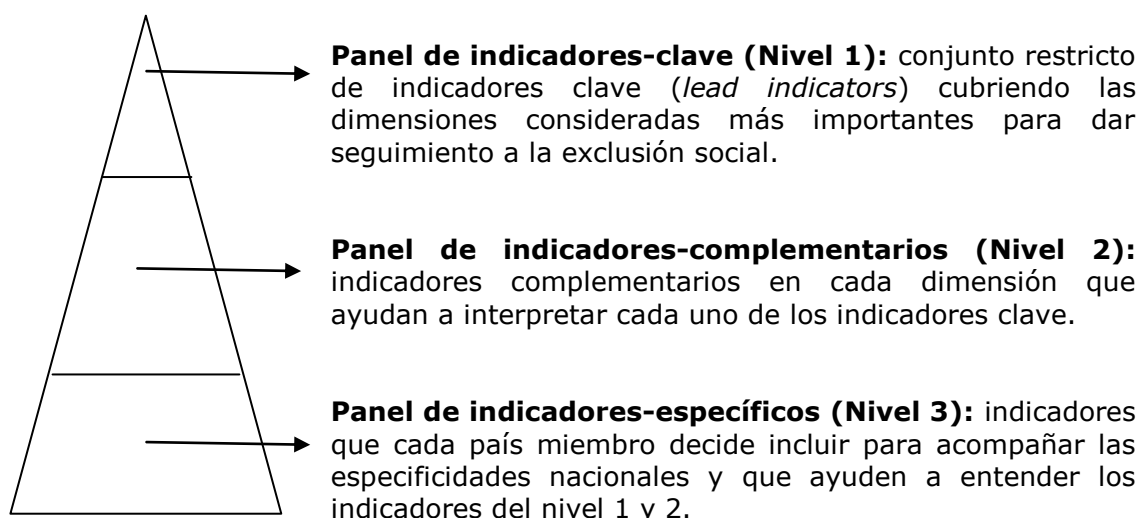 Panel de indicadores-clave (Nivel 1): conjunto restricto
de indicadores clave (lead indicators) cubriendo las
dimensiones consideradas más importantes para dar
seguimiento a la exclusión social.
Panel de indicadores-complementarios (Nivel 2):
indicadores complementarios en cada dimensión que
ayudan a interpretar cada uno de los indicadores clave.
Panel de indicadores-específicos (Nivel 3): indicadores
que cada país miembro decide incluir para acompañar las
especificidades nacionales y que ayuden a entender los
indicadores del nivel 1 y 2.